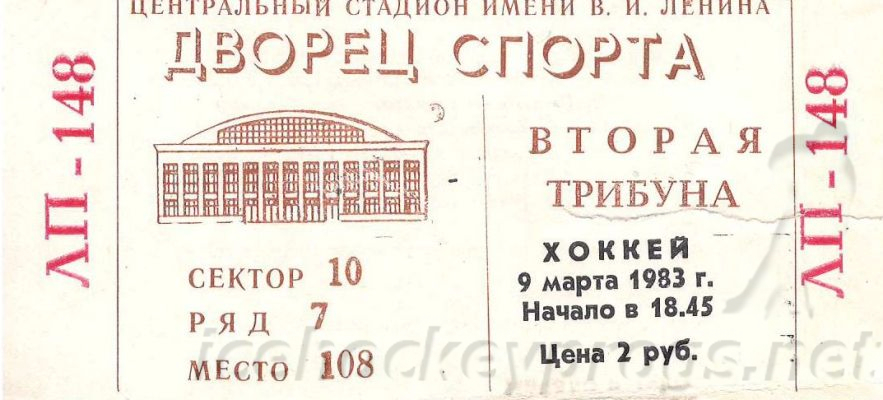 ЦЕНТРАЛЬНЫЙ СТАДИОН ИМЕНИ В. И. ЛЕНИНА
ДВОРЕЦ СПОРТА
ЛП-148
ВТОРАЯ
ТРИБУНА
СЕКТОР 10
РЯД 7
МЕСТО 108
ХОККЕЙ
9 марта 1983 г.
Начало в 18.45
Цена 2 руб.
ЛП-148
icehockeyprogs.net